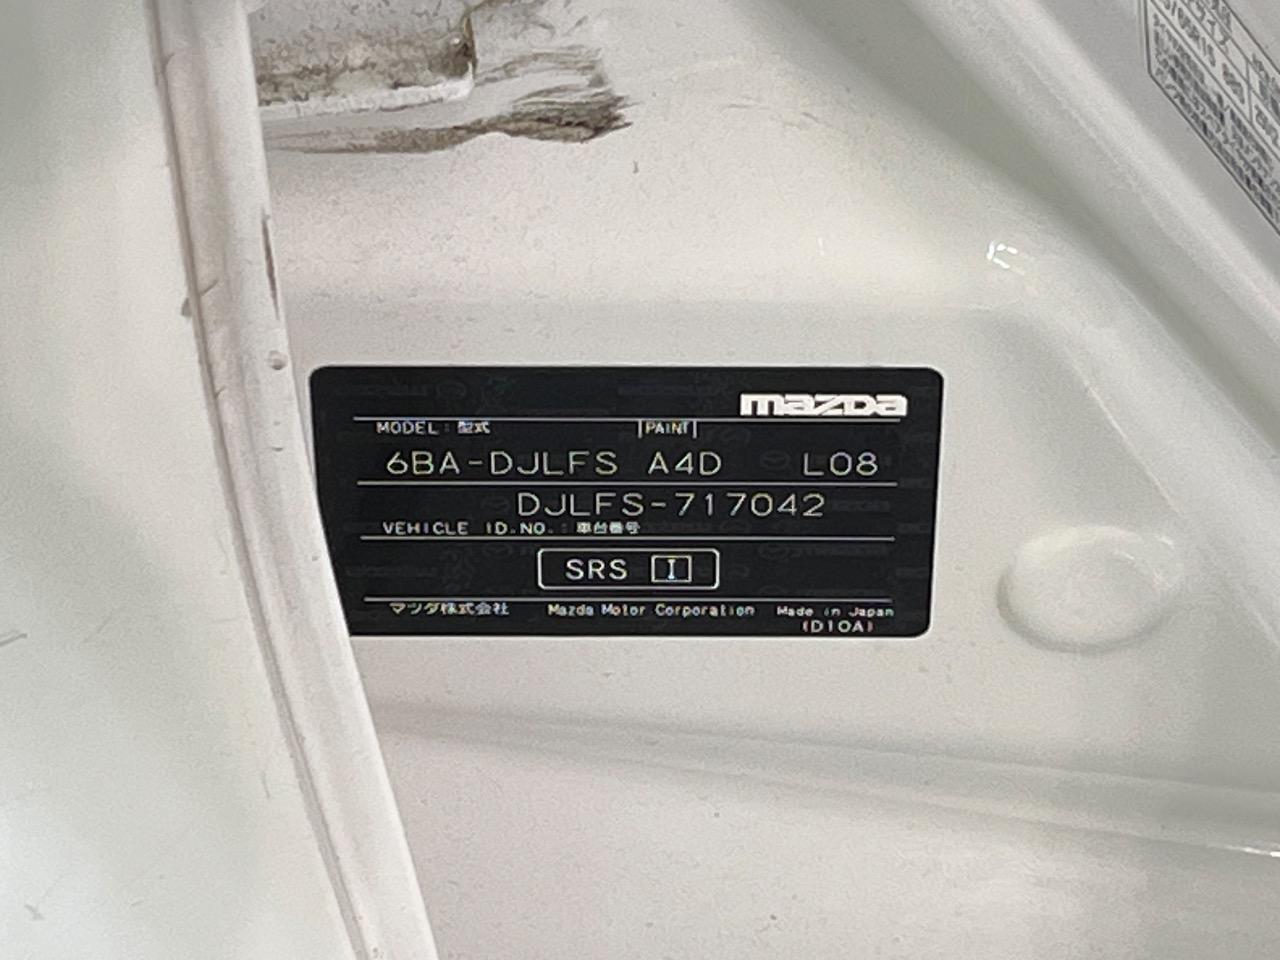 mazda
MODEL : 型式 PAINT
6BA-DJLFS A4D L08
DJLFS-717042
VEHICLE ID.NO. : 車台番号
SRS I
マツダ株式会社 Mazda Motor Corporation Made in Japan
(D10A)